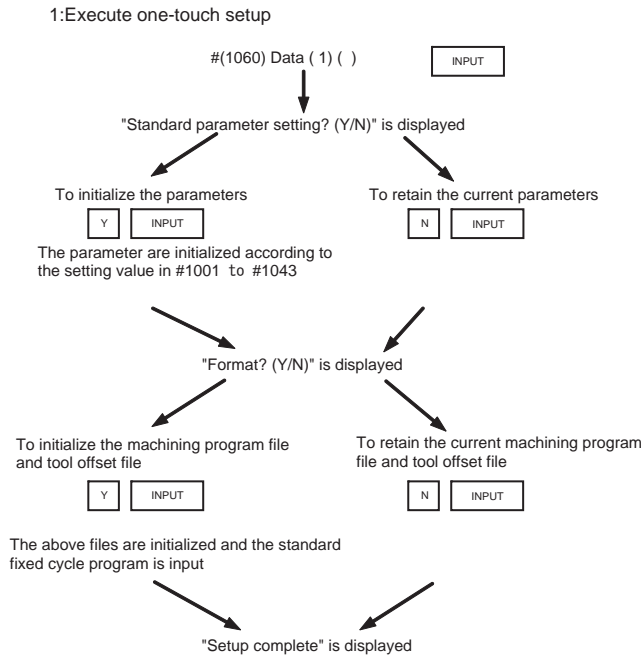 1:Execute one-touch setup
#(1060) Data ( 1) ( ) INPUT
"Standard parameter setting? (Y/N)" is displayed
To initialize the parameters
Y INPUT
The parameter are initialized according to
the setting value in #1001 to #1043
To retain the current parameters
N INPUT
"Format? (Y/N)" is displayed
To initialize the machining program file
and tool offset file
Y INPUT
The above files are initialized and the standard
fixed cycle program is input
To retain the current machining program
file and tool offset file
N INPUT
"Setup complete" is displayed